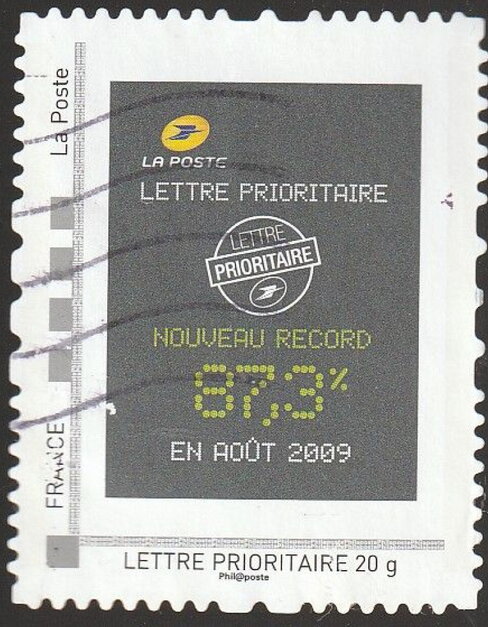 La Poste
FRANCE
LA POSTE
LETTRE PRIORITAIRE
LETTRE
PRIORITAIRE
NOUVEAU RECORD
87,3%
EN AOÛT 2009
LETTRE PRIORITAIRE 20 g
Phil@poste